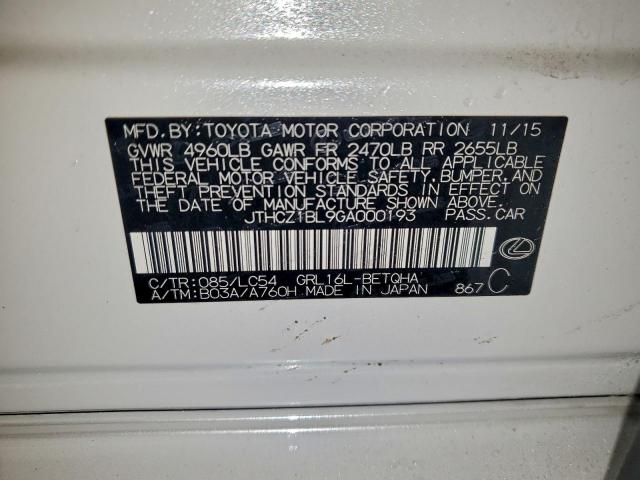 MFD. BY: TOYOTA MOTOR CORPORATION 11/15
GVWR 4960LB GAWR FR 2470LB RR 2655LB
THIS VEHICLE CONFORMS TO ALL APPLICABLE
FEDERAL MOTOR VEHICLE SAFETY, BUMPER, AND
THEFT PREVENTION STANDARDS IN EFFECT ON
THE DATE OF MANUFACTURE SHOWN ABOVE.
JTHCZ1BL9GA000193 PASS.CAR
C/TR: 085/LC54 GRL16L-BETQHA
A/TM: B03A/A760H MADE IN JAPAN 867 C